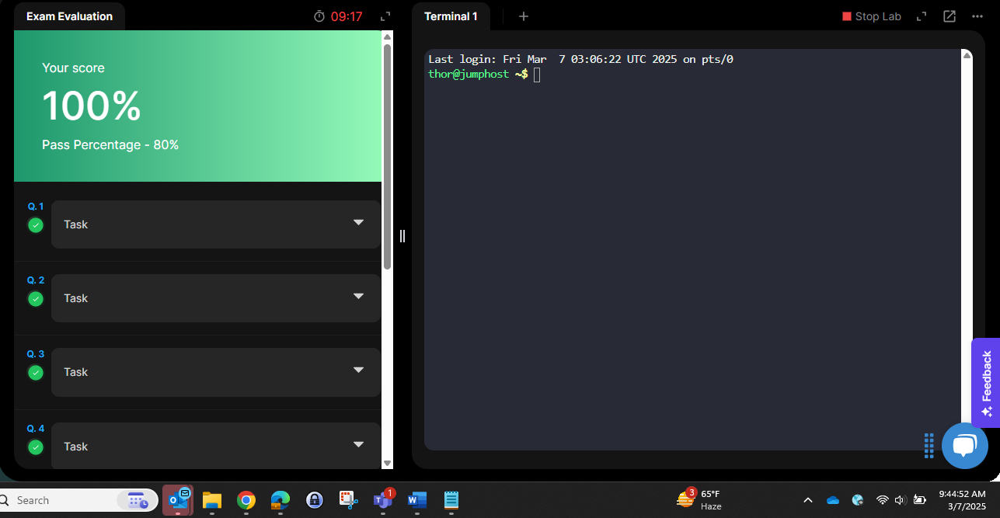 Exam Evaluation
09:17
Your score
100%
Pass Percentage - 80%
Q. 1
Task
Q. 2
Task
Q. 3
Task
Q. 4
Task
Terminal 1
+
Stop Lab
Last login: Fri Mar  7 03:06:22 UTC 2025 on pts/0
thor@jumphost ~$
Feedback
Search
1
3
65°F
Haze
9:44:52 AM
3/7/2025